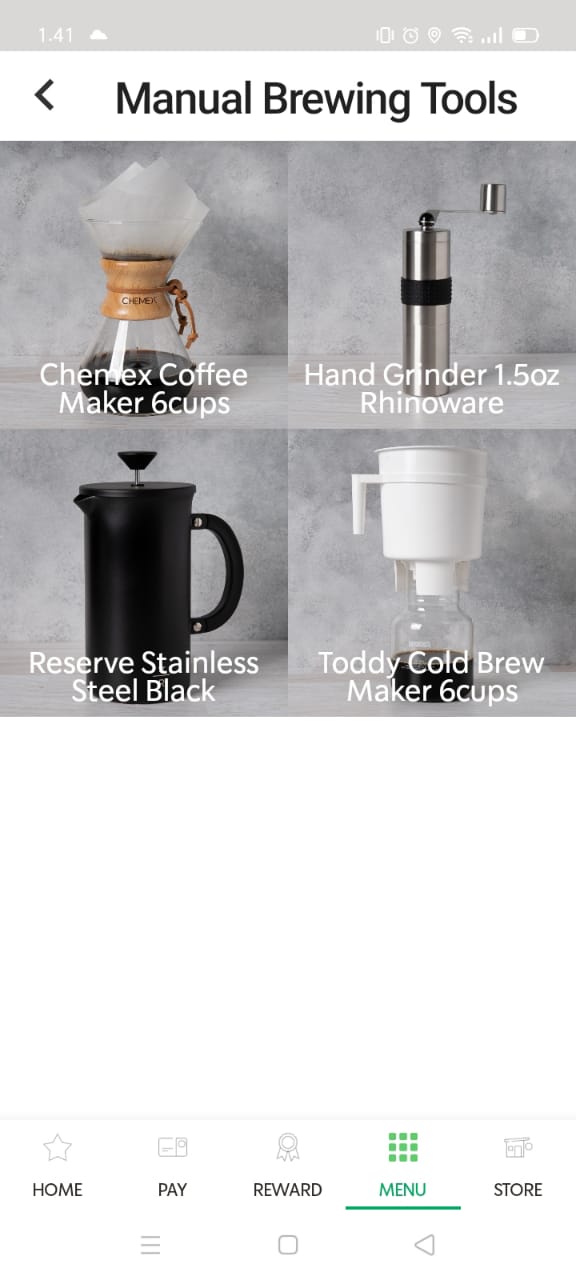 1.41
Manual Brewing Tools
CHEMEX
Chemex Coffee
Maker 6cups
Hand Grinder 1.5oz
Rhinoware
Reserve Stainless
Steel Black
Toddy Cold Brew
Maker 6cups
HOME
PAY
REWARD
MENU
STORE